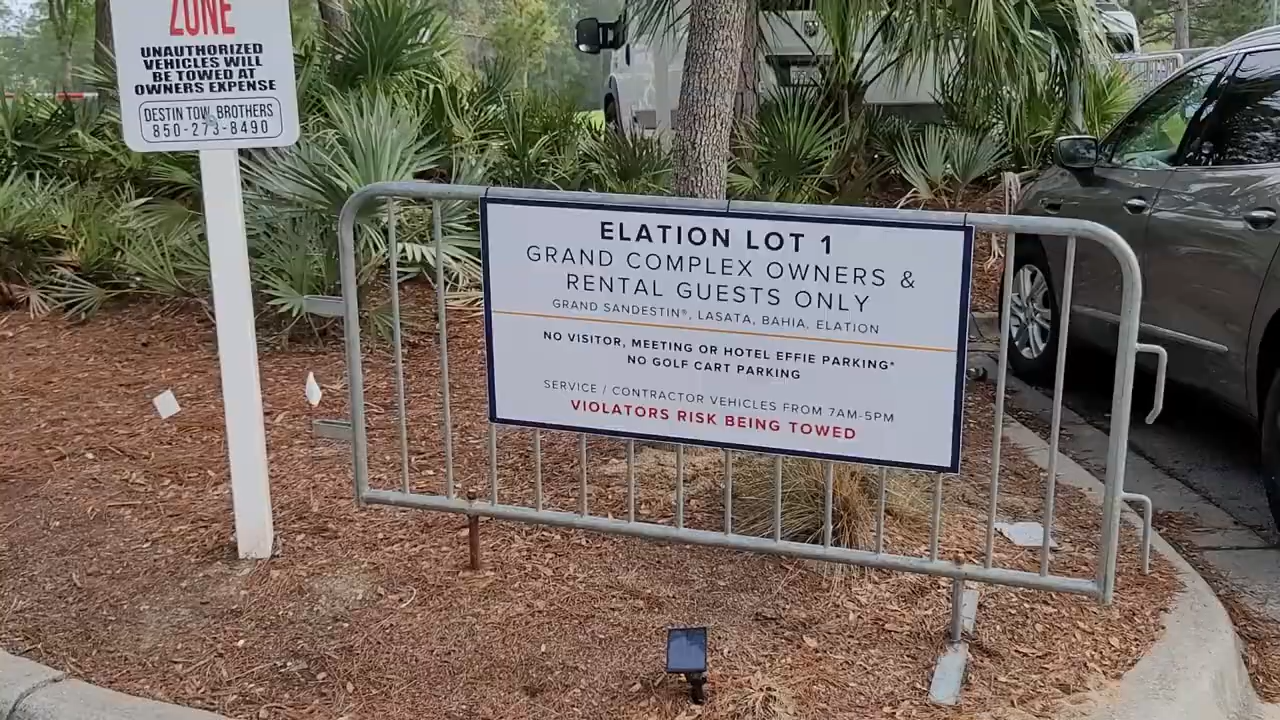 ZONE
UNAUTHORIZED
VEHICLES WILL
BE TOWED AT
OWNERS EXPENSE
DESTIN TOW BROTHERS
850-273-8490
ELATION LOT 1
GRAND COMPLEX OWNERS &
RENTAL GUESTS ONLY
GRAND SANDESTIN®, LASATA, BAHIA, ELATION
NO VISITOR, MEETING OR HOTEL EFFIE PARKING*
NO GOLF CART PARKING
SERVICE / CONTRACTOR VEHICLES FROM 7AM-5PM
VIOLATORS RISK BEING TOWED